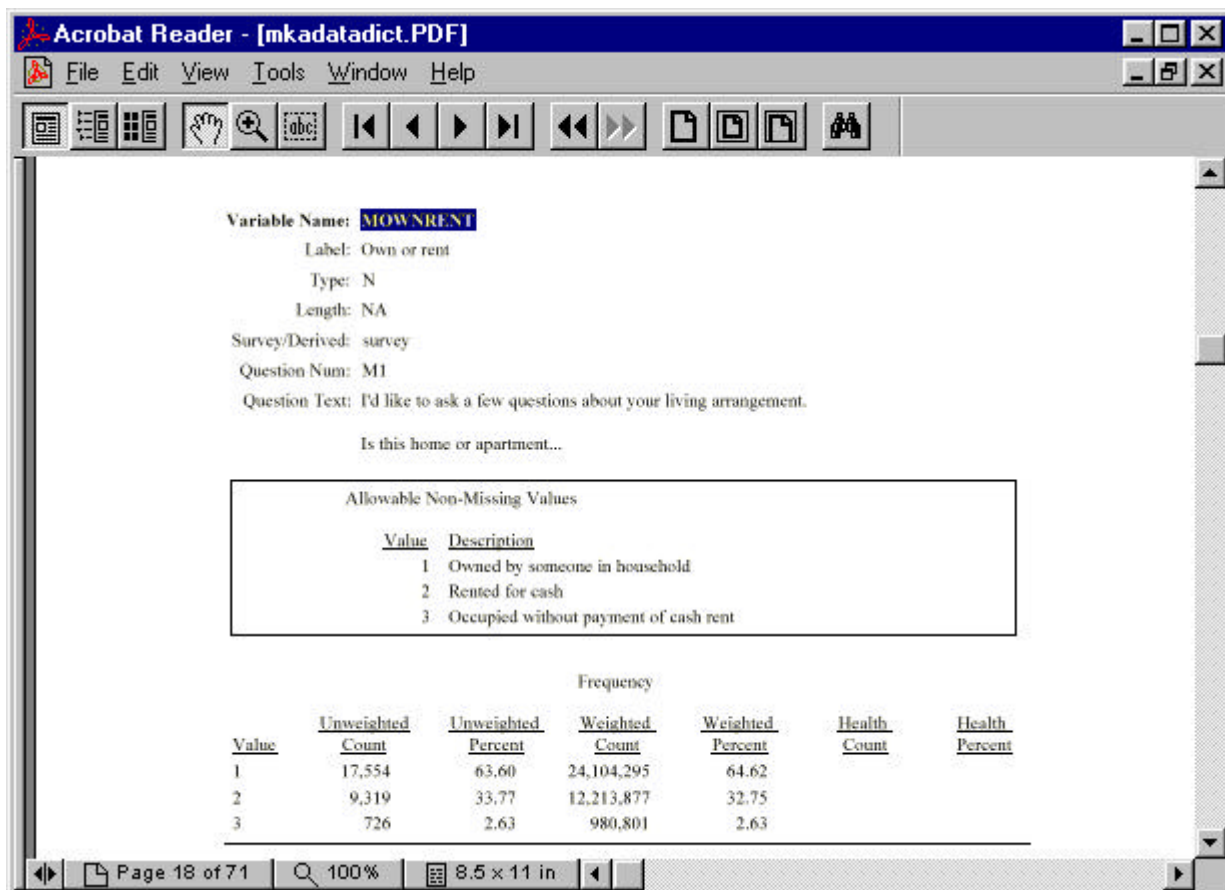 Acrobat Reader - [mkadatadict.PDF]
File Edit View Tools Window Help
abc
Variable Name: MOWNRENT
Label: Own or rent
Type: N
Length: NA
Survey/Derived: survey
Question Num: M1
Question Text: I'd like to ask a few questions about your living arrangement.
Is this home or apartment...
Allowable Non-Missing Values
Value Description
1 Owned by someone in household
2 Rented for cash
3 Occupied without payment of cash rent
Frequency
Unweighted Unweighted Weighted Weighted Health Health
Value Count Percent Count Percent Count Percent
1 17,554 63.60 24,104,295 64.62
2 9,319 33.77 12,213,877 32.75
3 726 2.63 980,801 2.63
Page 18 of 71 100% 8.5 x 11 in